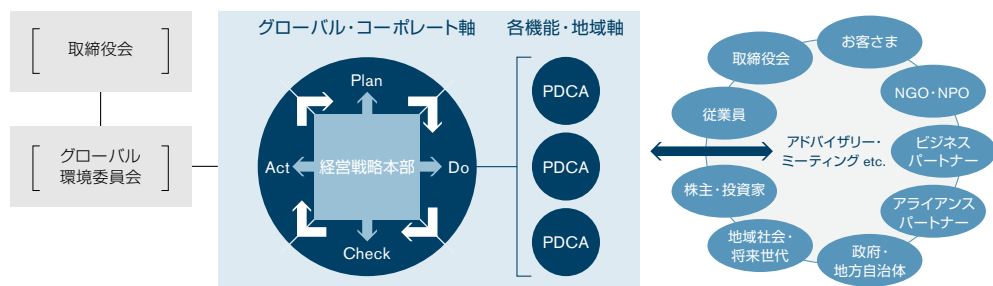 取締役会
グローバル
環境委員会
グローバル・コーポレート軸
各機能・地域軸
Plan
Act
経営戦略本部
Do
Check
PDCA
PDCA
PDCA
お客さま
取締役会
NGO・NPO
従業員
アドバイザリー・
ミーティング etc.
ビジネス
パートナー
株主・投資家
アライアンス
パートナー
地域社会・
将来世代
政府・
地方自治体